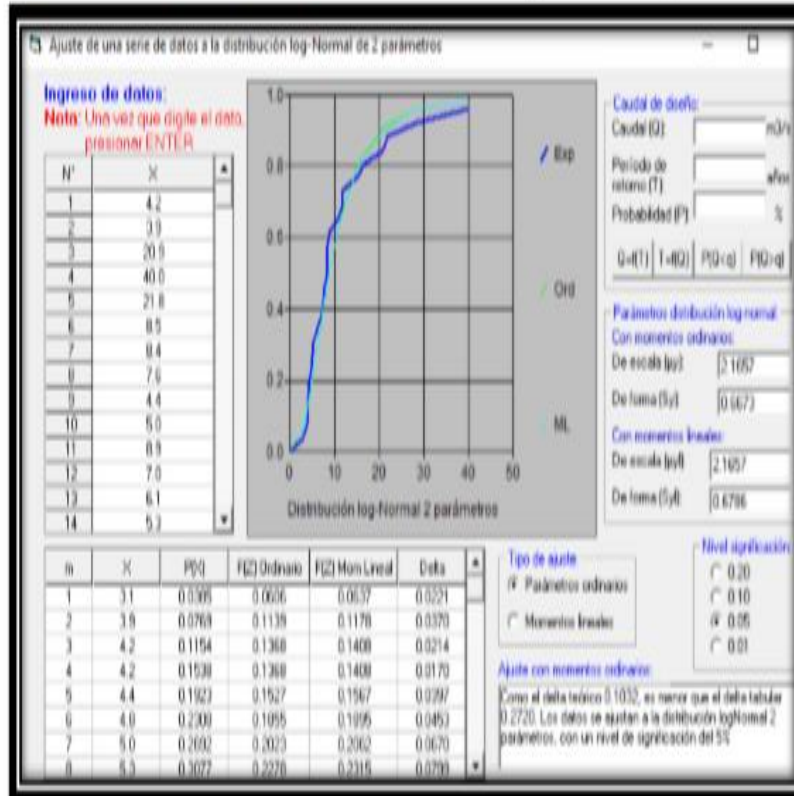 Ajuste de una serie de datos a la distribución log-Normal de 2 parámetros
Ingreso de datos:
Nota: Una vez que digite el dato,
presionar ENTER
N° X
1 4.2
2 3.9
3 20.9
4 40.0
5 21.8
6 8.5
7 8.4
8 7.6
9 4.4
10 5.0
11 8.9
12 7.0
13 6.1
14 5.3
1.0
0.8
0.6
0.4
0.2
0.0
0 10 20 30 40 50
Distribución log-Normal 2 parámetros
Exp
Ord
ML
Caudal de diseño:
Caudal (Q): m3/s
Período de
retorno (T): años
Probabilidad (P): %
Q=f(T) T=f(Q) P(Q<q) P(Q>q)
Parámetros distribución log-normal:
Con momentos ordinarios:
De escala (µy): 2.1657
De forma (Sy): 0.6673
Con momentos lineales:
De escala (µyl): 2.1657
De forma (Syl): 0.6786
m X P(X) F(Z) Ordinario F(Z) Mom Lineal Delta
1 3.1 0.0385 0.0606 0.0637 0.0221
2 3.9 0.0769 0.1139 0.1178 0.0370
3 4.2 0.1154 0.1368 0.1408 0.0214
4 4.2 0.1538 0.1368 0.1408 0.0170
5 4.4 0.1923 0.1527 0.1567 0.0397
6 4.8 0.2308 0.1855 0.1895 0.0453
7 5.0 0.2692 0.2023 0.2062 0.0670
8 5.3 0.3077 0.2278 0.2315 0.0799
Tipo de ajuste:
Parámetros ordinarios
Momentos lineales
Nivel significación:
0.20
0.10
0.05
0.01
Ajuste con momentos ordinarios:
Como el delta teórico 0.1032, es menor que el delta tabular
0.2720. Los datos se ajustan a la distribución logNormal 2
parámetros, con un nivel de significación del 5%